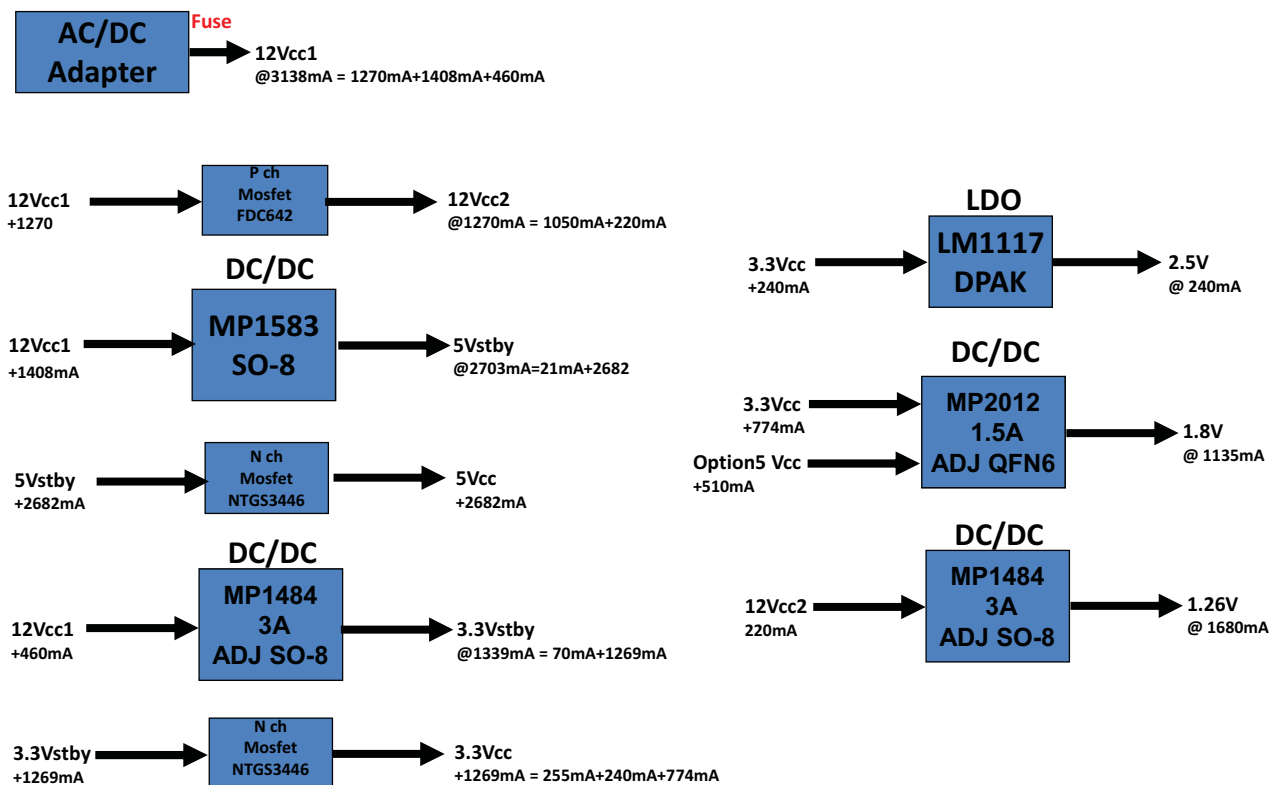 AC/DC
Adapter
Fuse
12Vcc1
@3138mA = 1270mA+1408mA+460mA
12Vcc1
+1270
P ch
Mosfet
FDC642
12Vcc2
@1270mA = 1050mA+220mA
DC/DC
12Vcc1
+1408mA
MP1583
SO-8
5Vstby
@2703mA=21mA+2682
5Vstby
+2682mA
N ch
Mosfet
NTGS3446
5Vcc
+2682mA
DC/DC
12Vcc1
+460mA
MP1484
3A
ADJ SO-8
3.3Vstby
@1339mA = 70mA+1269mA
3.3Vstby
+1269mA
N ch
Mosfet
NTGS3446
3.3Vcc
+1269mA = 255mA+240mA+774mA
LDO
3.3Vcc
+240mA
LM1117
DPAK
2.5V
@ 240mA
DC/DC
3.3Vcc
+774mA
Option5 Vcc
+510mA
MP2012
1.5A
ADJ QFN6
1.8V
@ 1135mA
DC/DC
12Vcc2
220mA
MP1484
3A
ADJ SO-8
1.26V
@ 1680mA